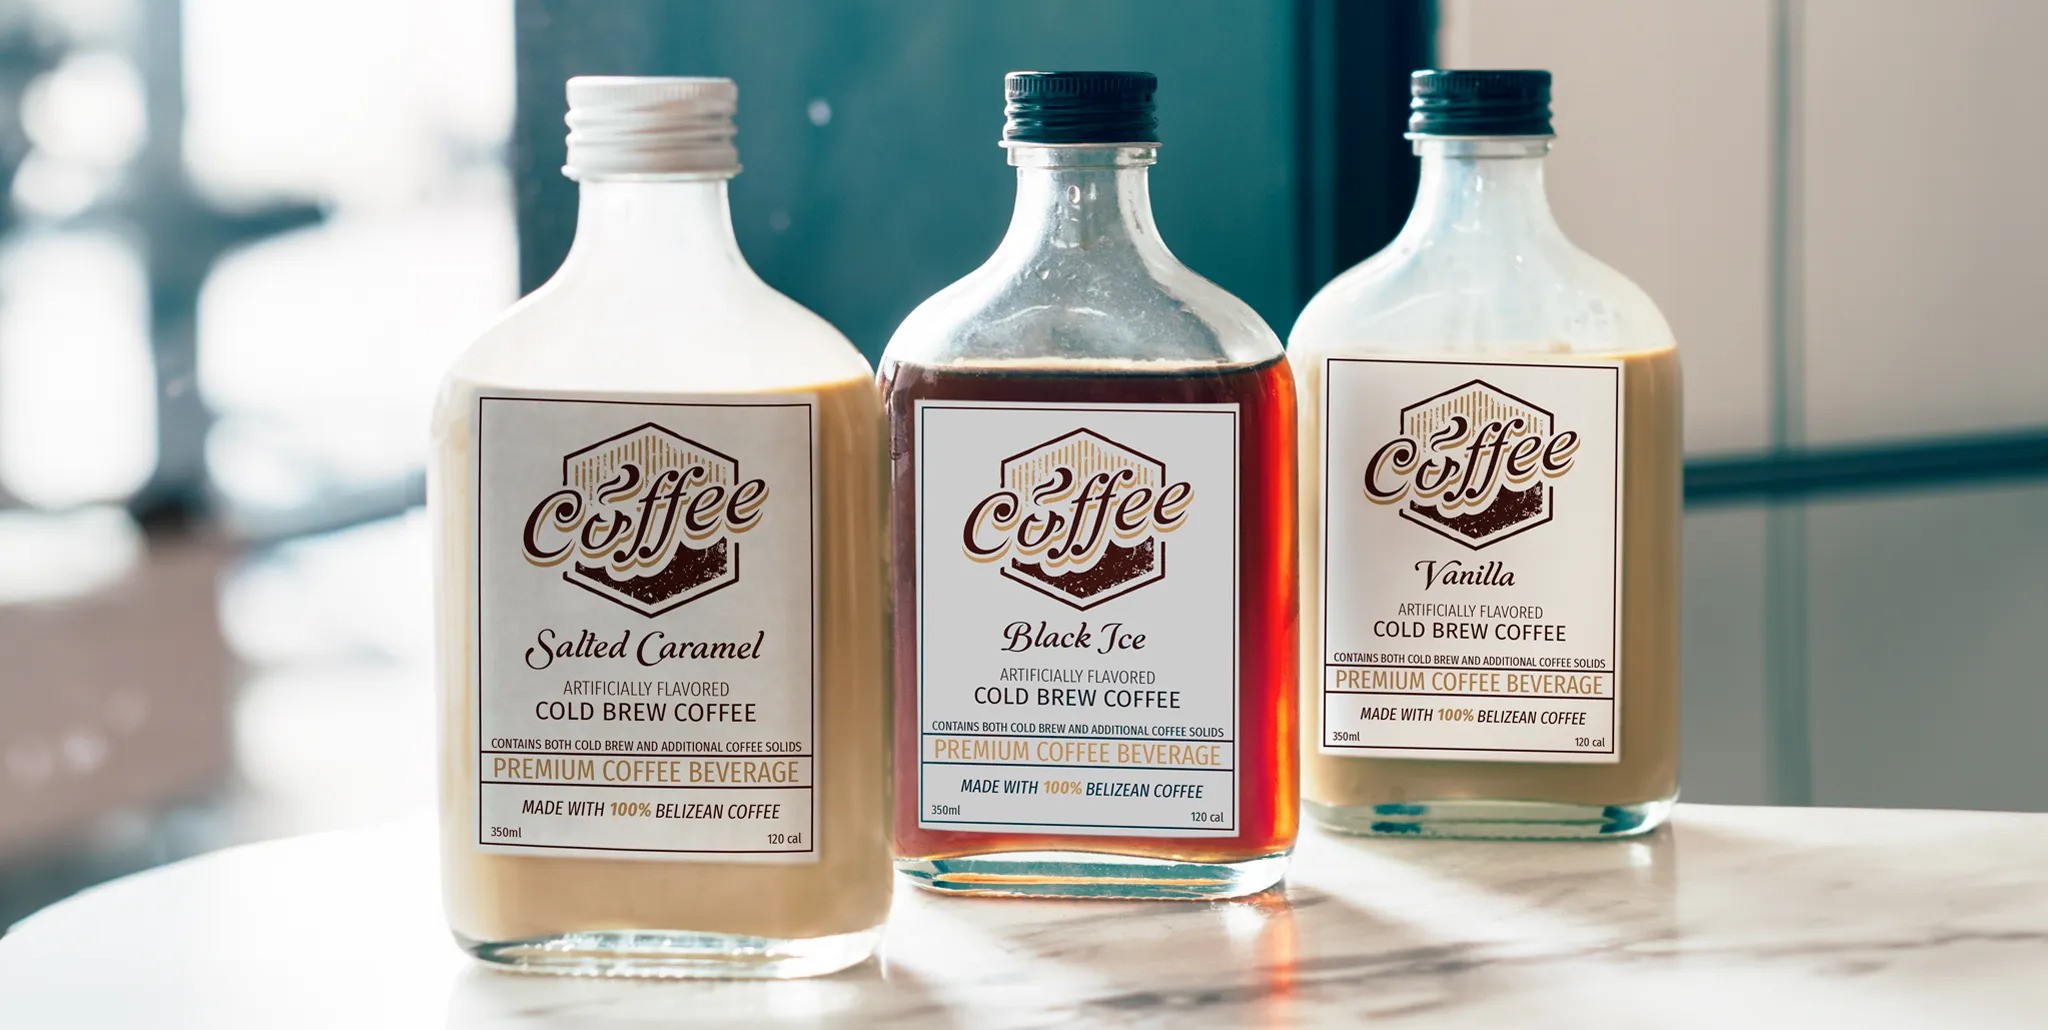 Coffee
Salted Caramel
ARTIFICIALLY FLAVORED
COLD BREW COFFEE
CONTAINS BOTH COLD BREW AND ADDITIONAL COFFEE SOLIDS
PREMIUM COFFEE BEVERAGE
MADE WITH 100% BELIZEAN COFFEE
350ml 120 cal
Coffee
Black Ice
ARTIFICIALLY FLAVORED
COLD BREW COFFEE
CONTAINS BOTH COLD BREW AND ADDITIONAL COFFEE SOLIDS
PREMIUM COFFEE BEVERAGE
MADE WITH 100% BELIZEAN COFFEE
350ml 120 cal
Coffee
Vanilla
ARTIFICIALLY FLAVORED
COLD BREW COFFEE
CONTAINS BOTH COLD BREW AND ADDITIONAL COFFEE SOLIDS
PREMIUM COFFEE BEVERAGE
MADE WITH 100% BELIZEAN COFFEE
350ml 120 cal